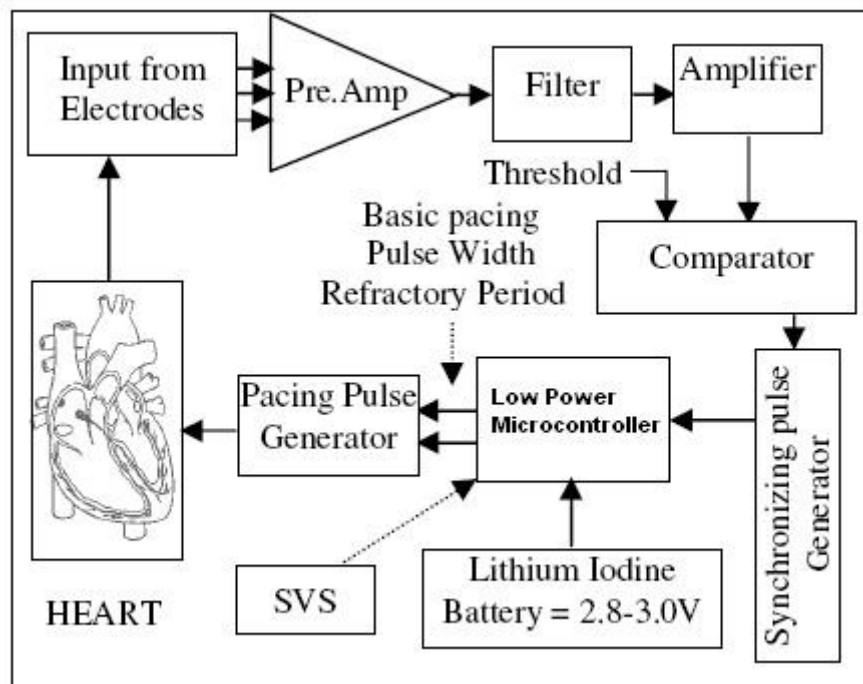 Input from
Electrodes
Pre.Amp
Filter
Amplifier
Threshold
Comparator
Basic pacing
Pulse Width
Refractory Period
Pacing Pulse
Generator
Low Power
Microcontroller
Synchronizing pulse
Generator
HEART
SVS
Lithium Iodine
Battery = 2.8-3.0V